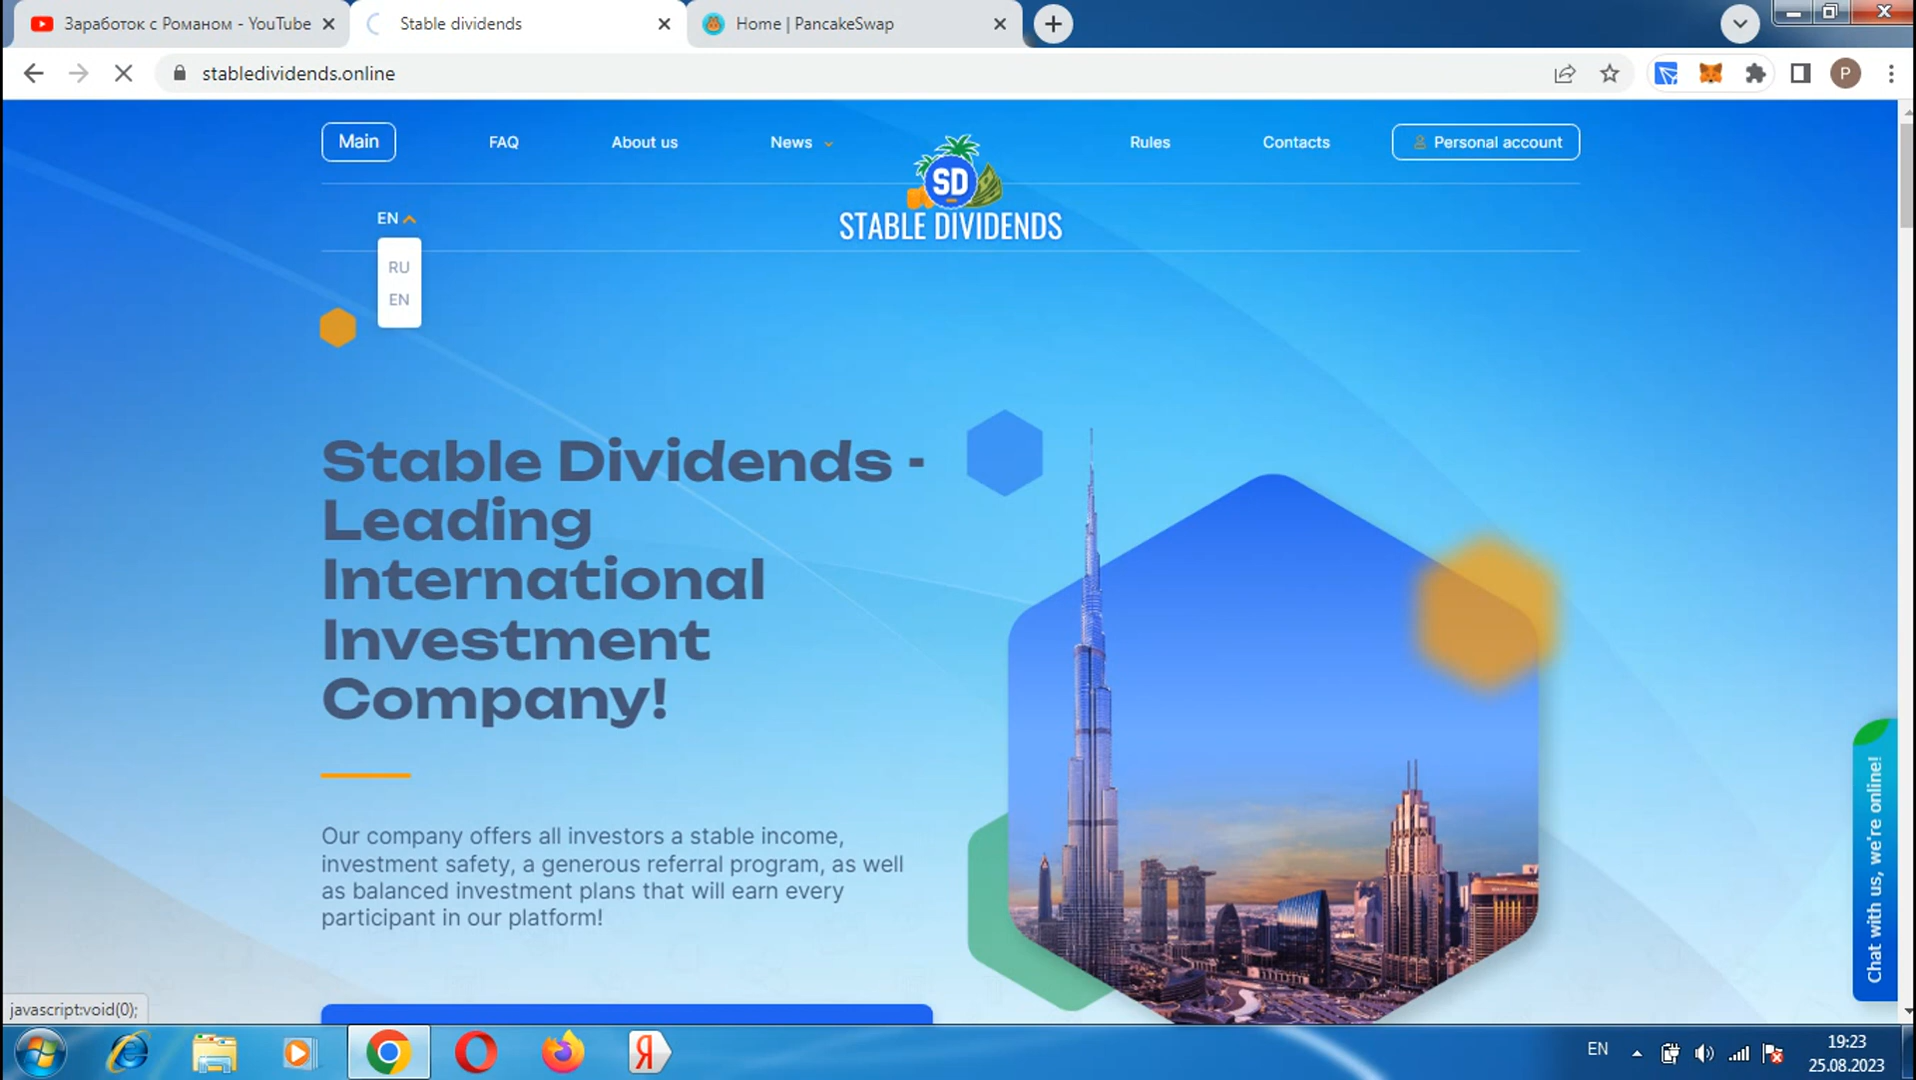 Заработок с Романом - YouTube
Stable dividends
Home | PancakeSwap
stabledividends.online
P
Main
FAQ
About us
News
Rules
Contacts
Personal account
SD
STABLE DIVIDENDS
EN
RU
EN
Stable Dividends -
Leading
International
Investment
Company!
Our company offers all investors a stable income,
investment safety, a generous referral program, as well
as balanced investment plans that will earn every
participant in our platform!
Chat with us, we're online!
javascript:void(0);
Я
EN
19:23
25.08.2023